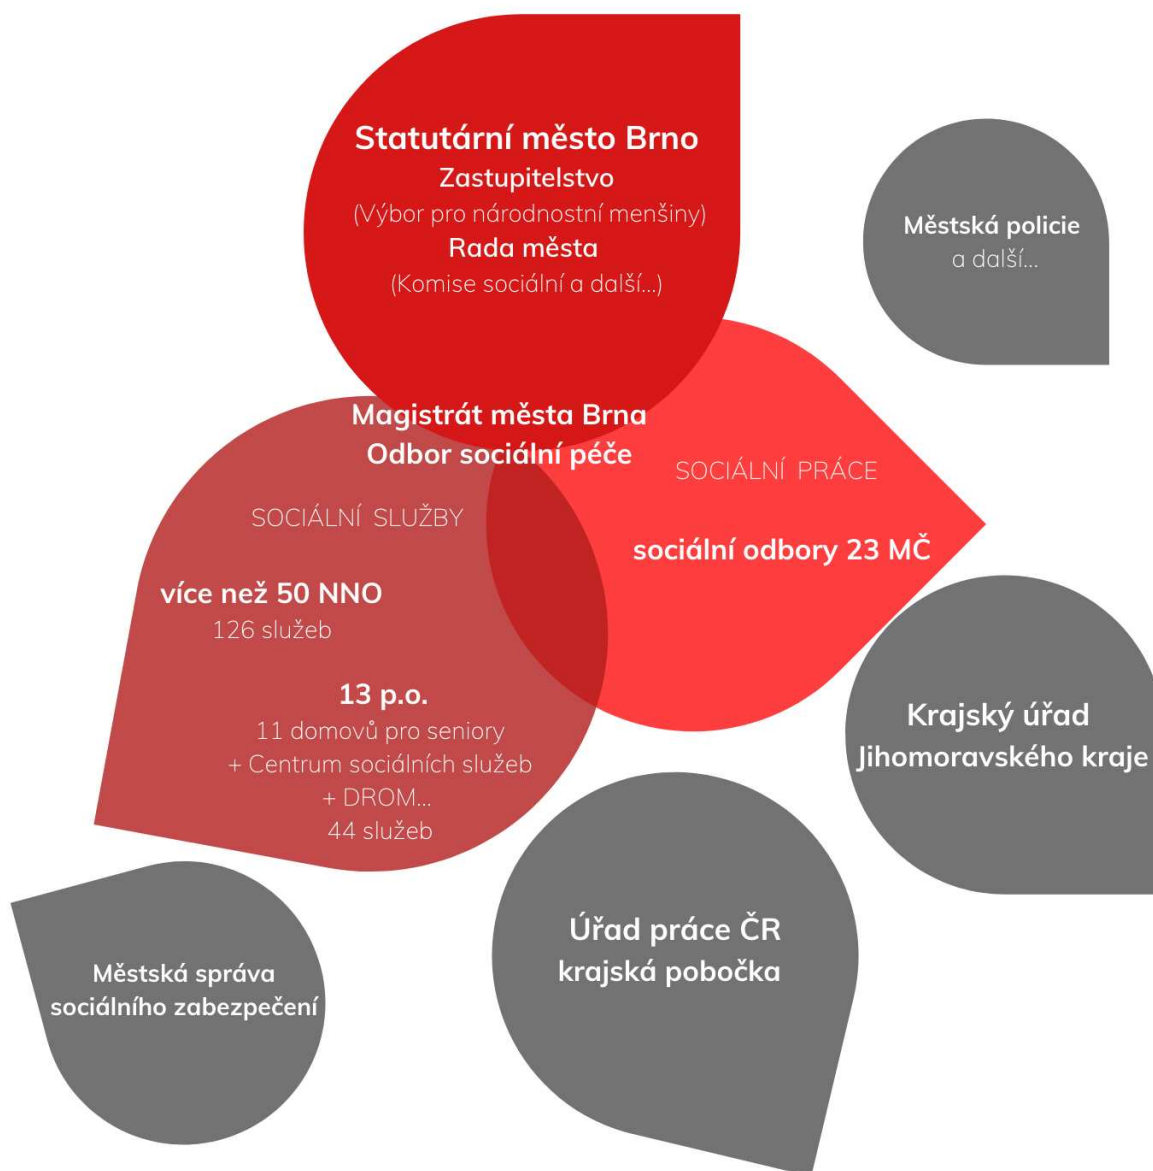 Statutární město Brno
Zastupitelstvo
(Výbor pro národnostní menšiny)
Rada města
(Komise sociální a další...)
Městská policie
a další...
Magistrát města Brna
Odbor sociální péče
SOCIÁLNÍ PRÁCE
sociální odbory 23 MČ
SOCIÁLNÍ SLUŽBY
více než 50 NNO
126 služeb
13 p.o.
11 domovů pro seniory
+ Centrum sociálních služeb
+ DROM...
44 služeb
Krajský úřad
Jihomoravského kraje
Úřad práce ČR
krajská pobočka
Městská správa
sociálního zabezpečení